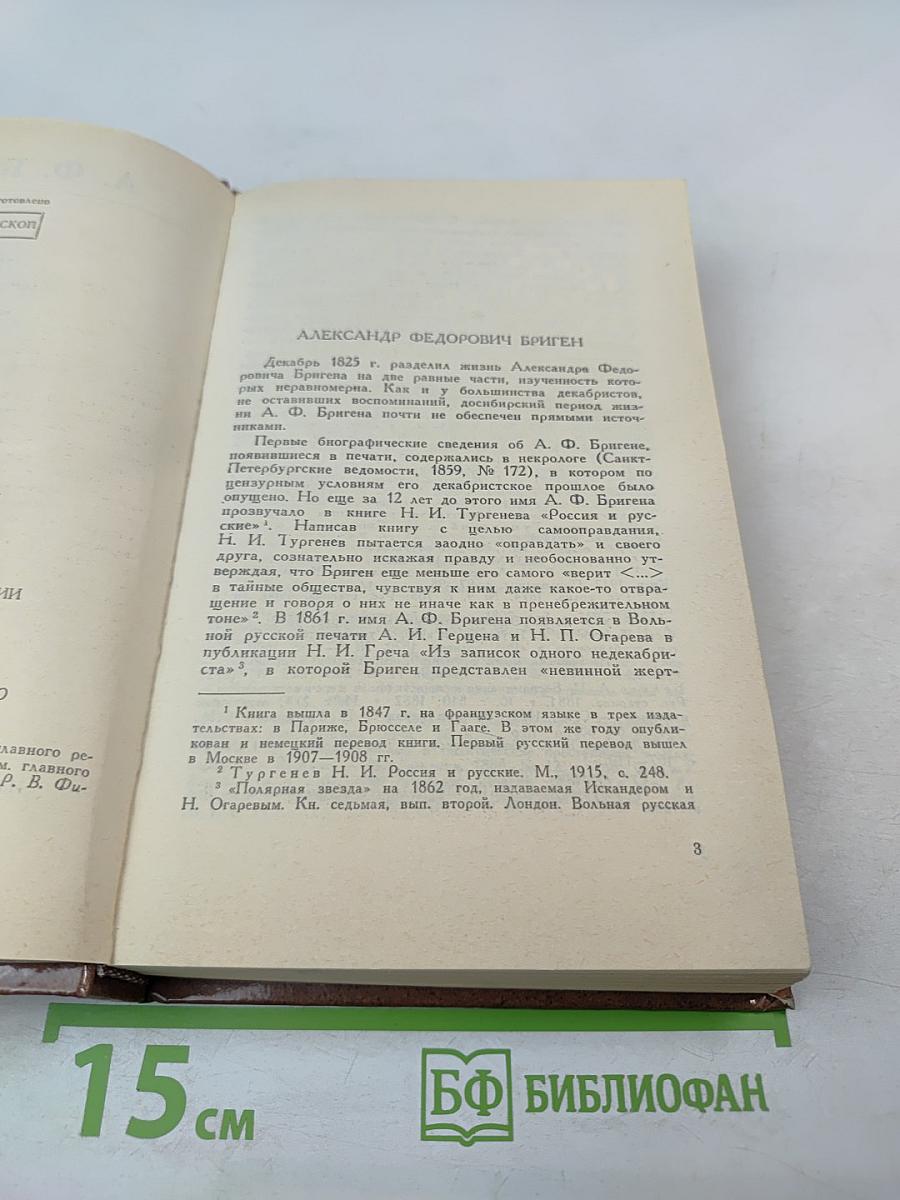 готовлено
СКОП
ИИ
О
главного ре-
м. главного
Р. В. Фи-
АЛЕКСАНДР ФЕДОРОВИЧ БРИГЕН
Декабрь 1825 г. разделил жизнь Александра Федо-
ровича Бригена на две равные части, изученность кото-
рых неравномерна. Как и у большинства декабристов,
не оставивших воспоминаний, досибирский период жиз-
ни А. Ф. Бригена почти не обеспечен прямыми источ-
никами.
Первые биографические сведения об А. Ф. Бригене,
появившиеся в печати, содержались в некрологе (Санкт-
Петербургские ведомости, 1859, № 172), в котором по
цензурным условиям его декабристское прошлое было
опущено. Но еще за 12 лет до этого имя А. Ф. Бригена
прозвучало в книге Н. И. Тургенева «Россия и рус-
ские» ¹. Написав книгу с целью самооправдания,
Н. И. Тургенев пытается заодно «оправдать» и своего
друга, сознательно искажая правду и необоснованно ут-
верждая, что Бриген еще меньше его самого «верит <...>
в тайные общества, чувствуя к ним даже какое-то отвра-
щение и говоря о них не иначе как в пренебрежительном
тоне» ². В 1861 г. имя А. Ф. Бригена появляется в Воль-
ной русской печати А. И. Герцена и Н. П. Огарева в
публикации Н. И. Греча «Из записок одного недекабри-
ста» ³, в которой Бриген представлен «невинной жерт-
¹ Книга вышла в 1847 г. на французском языке в трех изда-
тельствах: в Париже, Брюсселе и Гааге. В этом же году опубли-
кован и немецкий перевод книги. Первый русский перевод вышел
в Москве в 1907—1908 гг.
² Тургенев Н. И. Россия и русские. М., 1915, с. 248.
³ «Полярная звезда» на 1862 год, издаваемая Искандером и
Н. Огаревым. Кн. седьмая, вып. второй. Лондон. Вольная русская
3
15 см
БФ БИБЛИОФАН